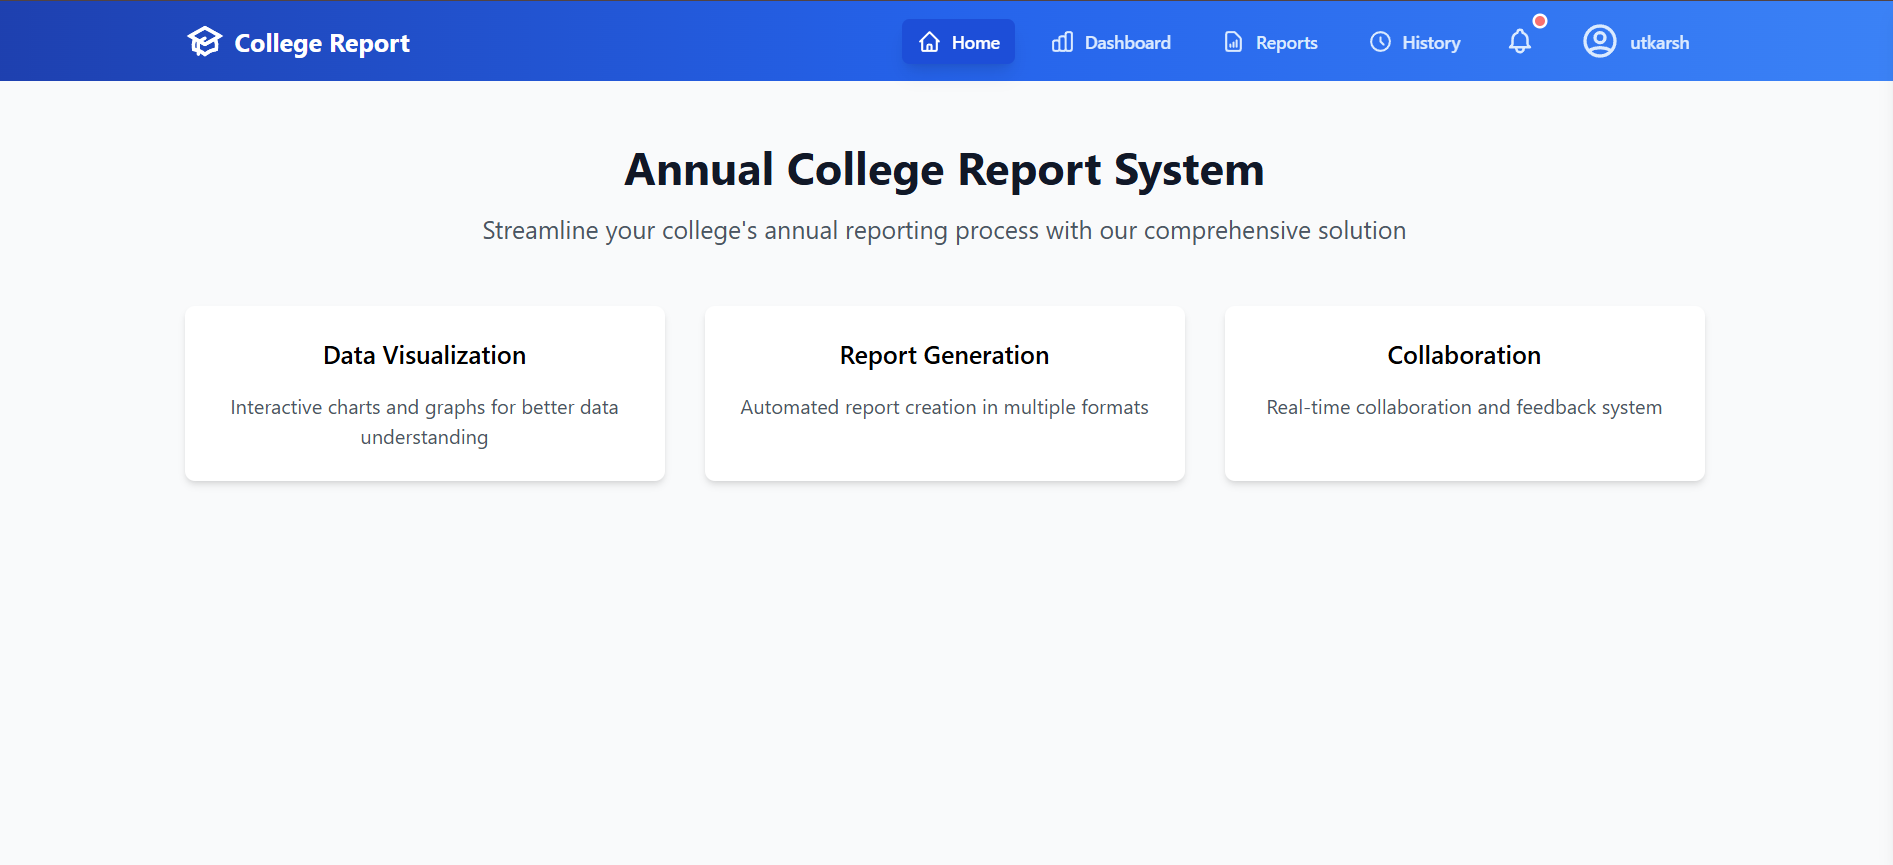 College Report
Home
Dashboard
Reports
History
utkarsh
Annual College Report System
Streamline your college's annual reporting process with our comprehensive solution
Data Visualization
Interactive charts and graphs for better data
understanding
Report Generation
Automated report creation in multiple formats
Collaboration
Real-time collaboration and feedback system